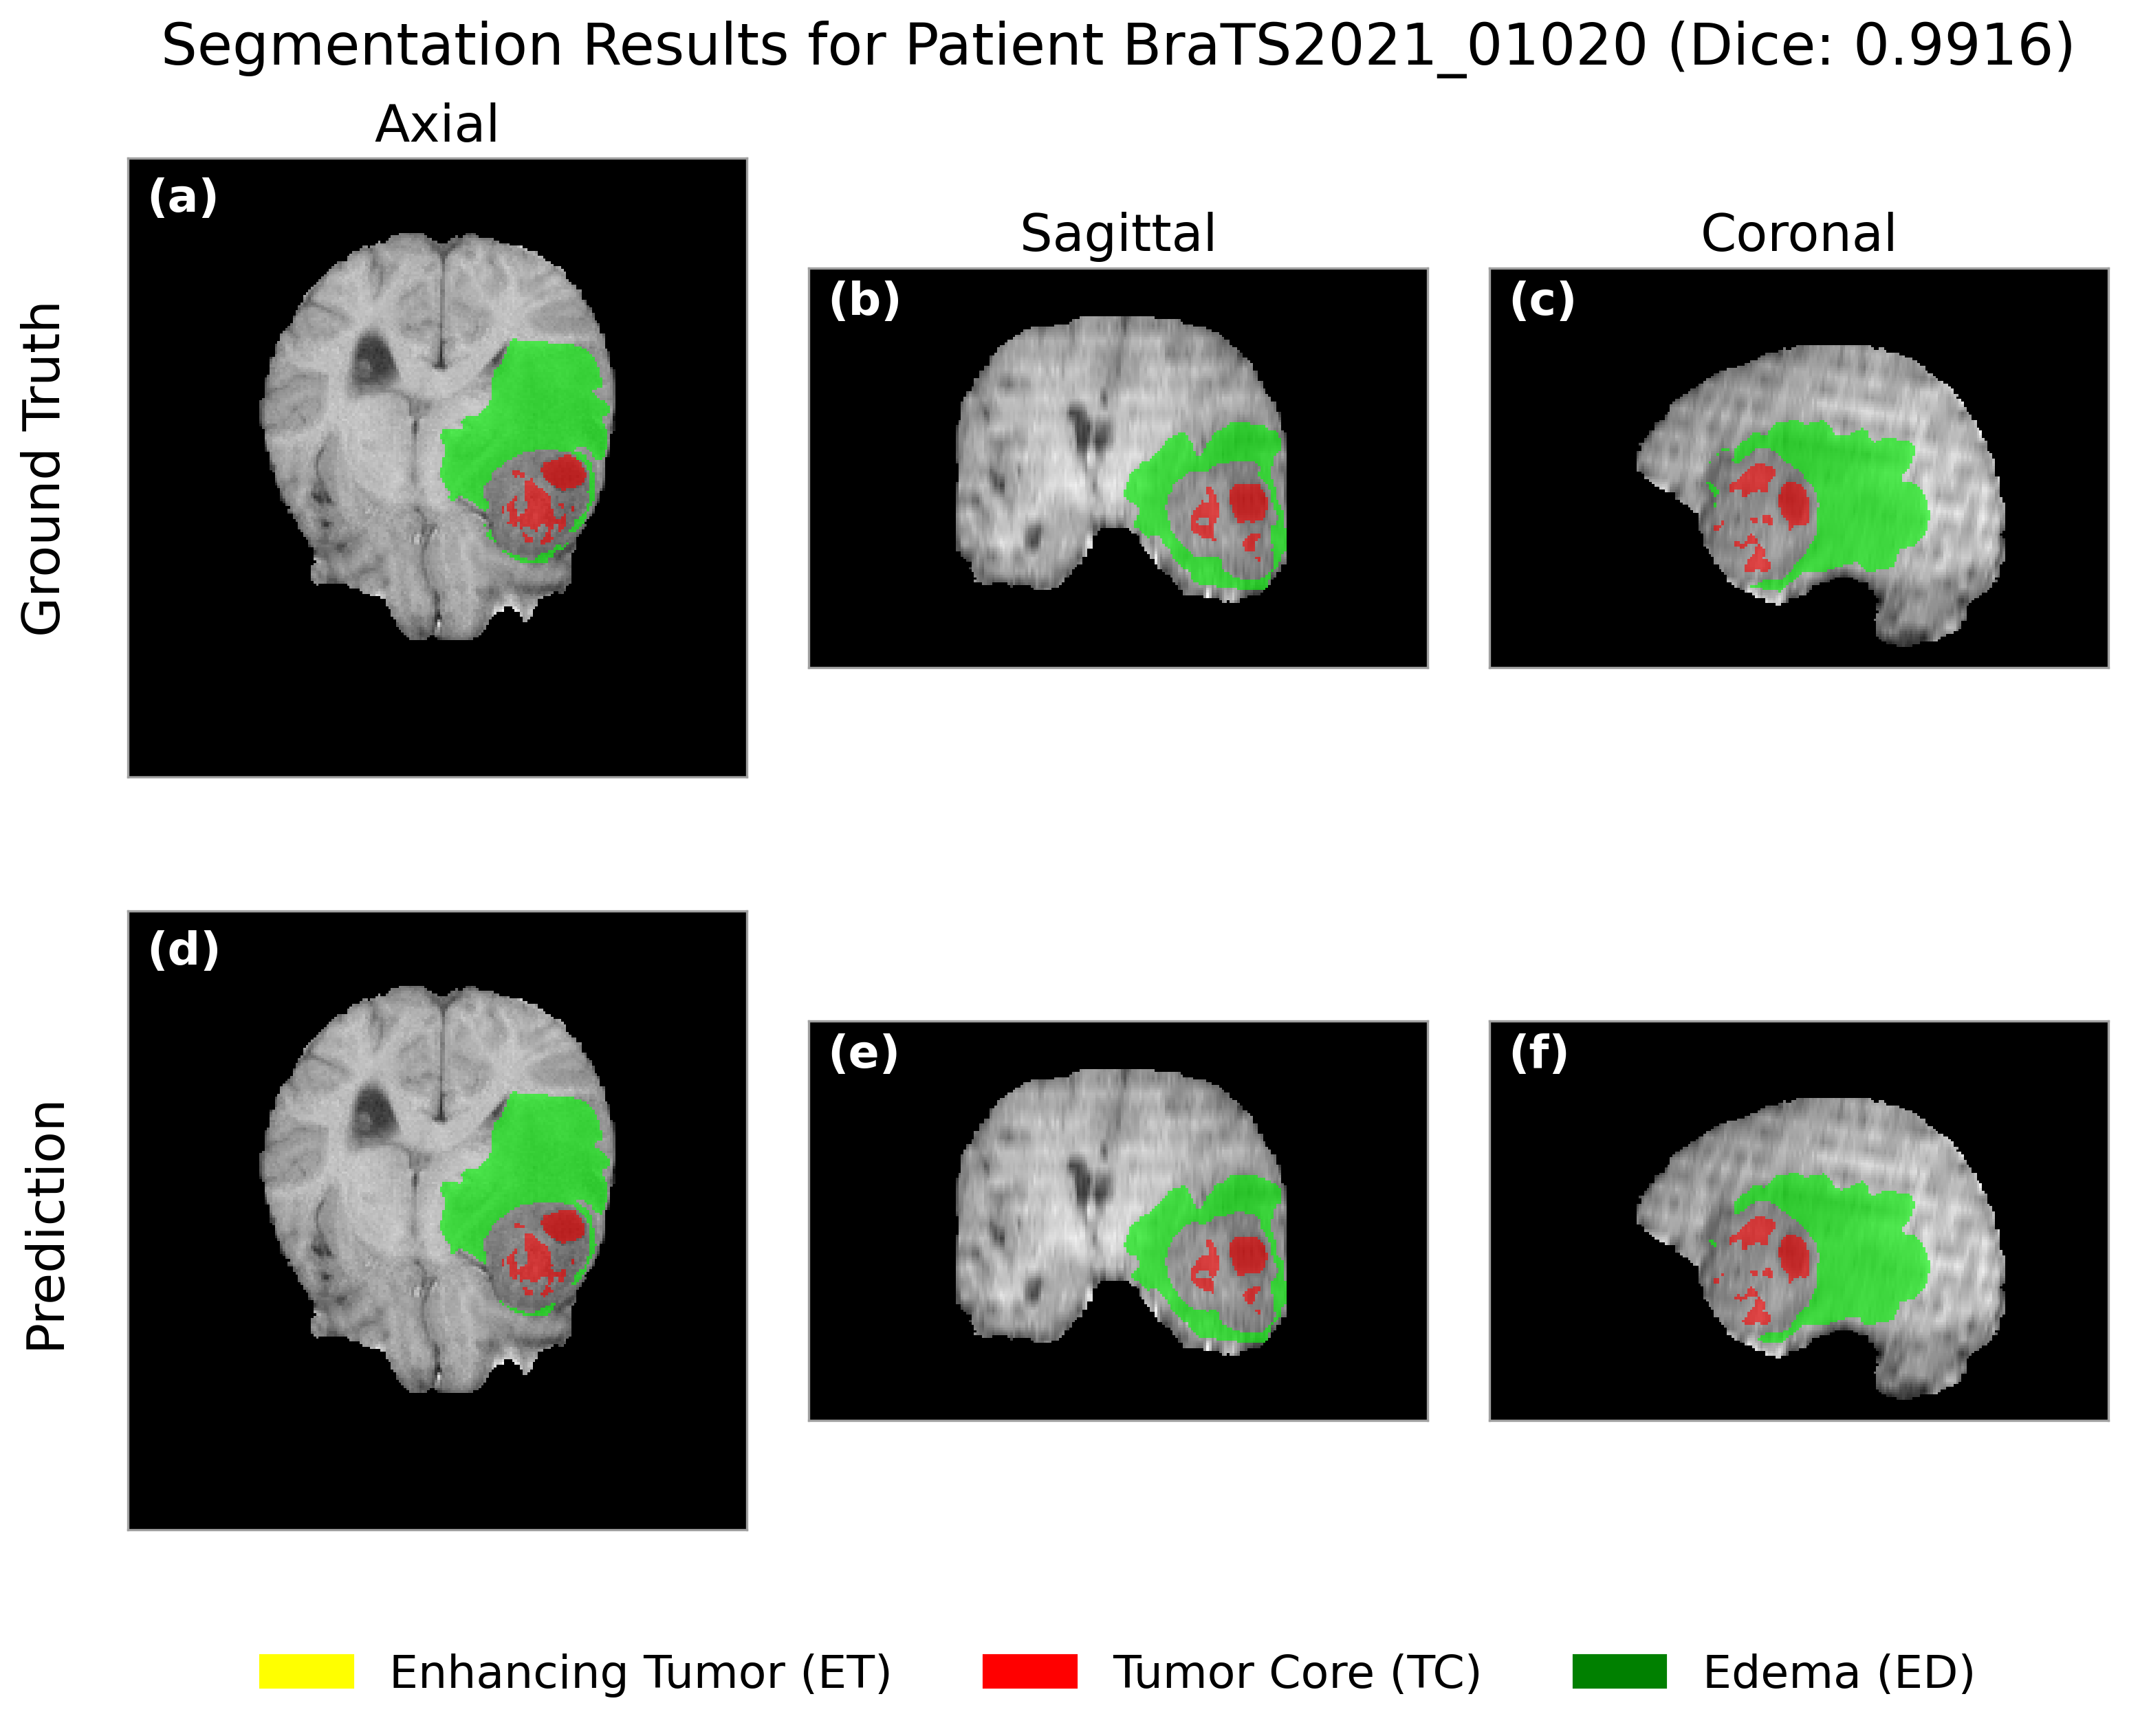 Segmentation Results for Patient BraTS2021_01020 (Dice: 0.9916)
Axial
Sagittal
Coronal
Ground Truth
(a)
(b)
(c)
Prediction
(d)
(e)
(f)
Enhancing Tumor (ET)
Tumor Core (TC)
Edema (ED)